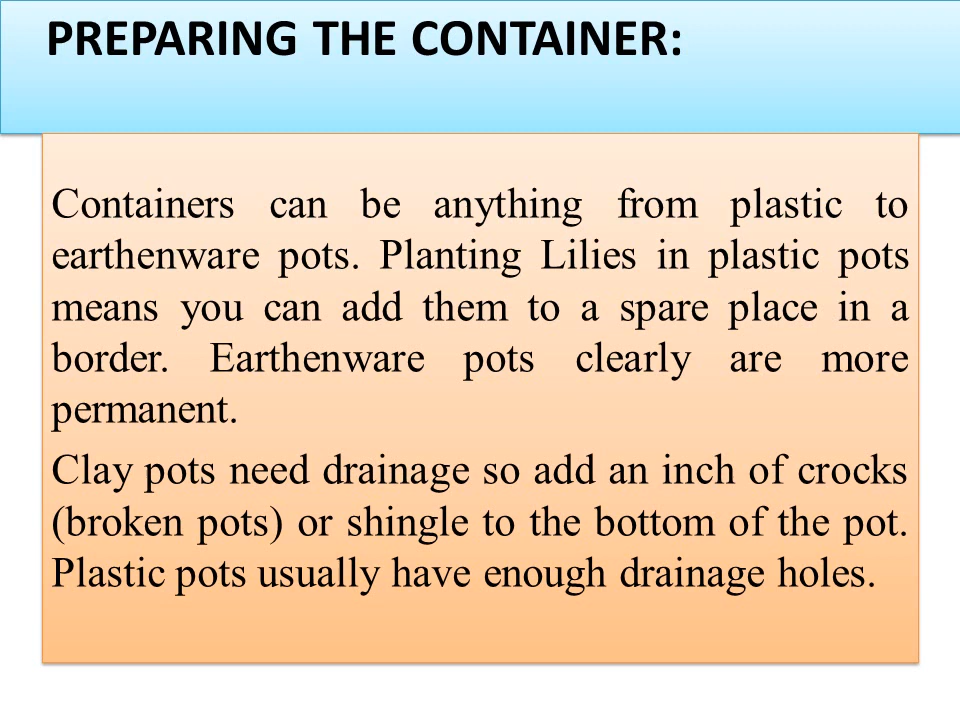 PREPARING THE CONTAINER:
Containers can be anything from plastic to
earthenware pots. Planting Lilies in plastic pots
means you can add them to a spare place in a
border. Earthenware pots clearly are more
permanent.
Clay pots need drainage so add an inch of crocks
(broken pots) or shingle to the bottom of the pot.
Plastic pots usually have enough drainage holes.